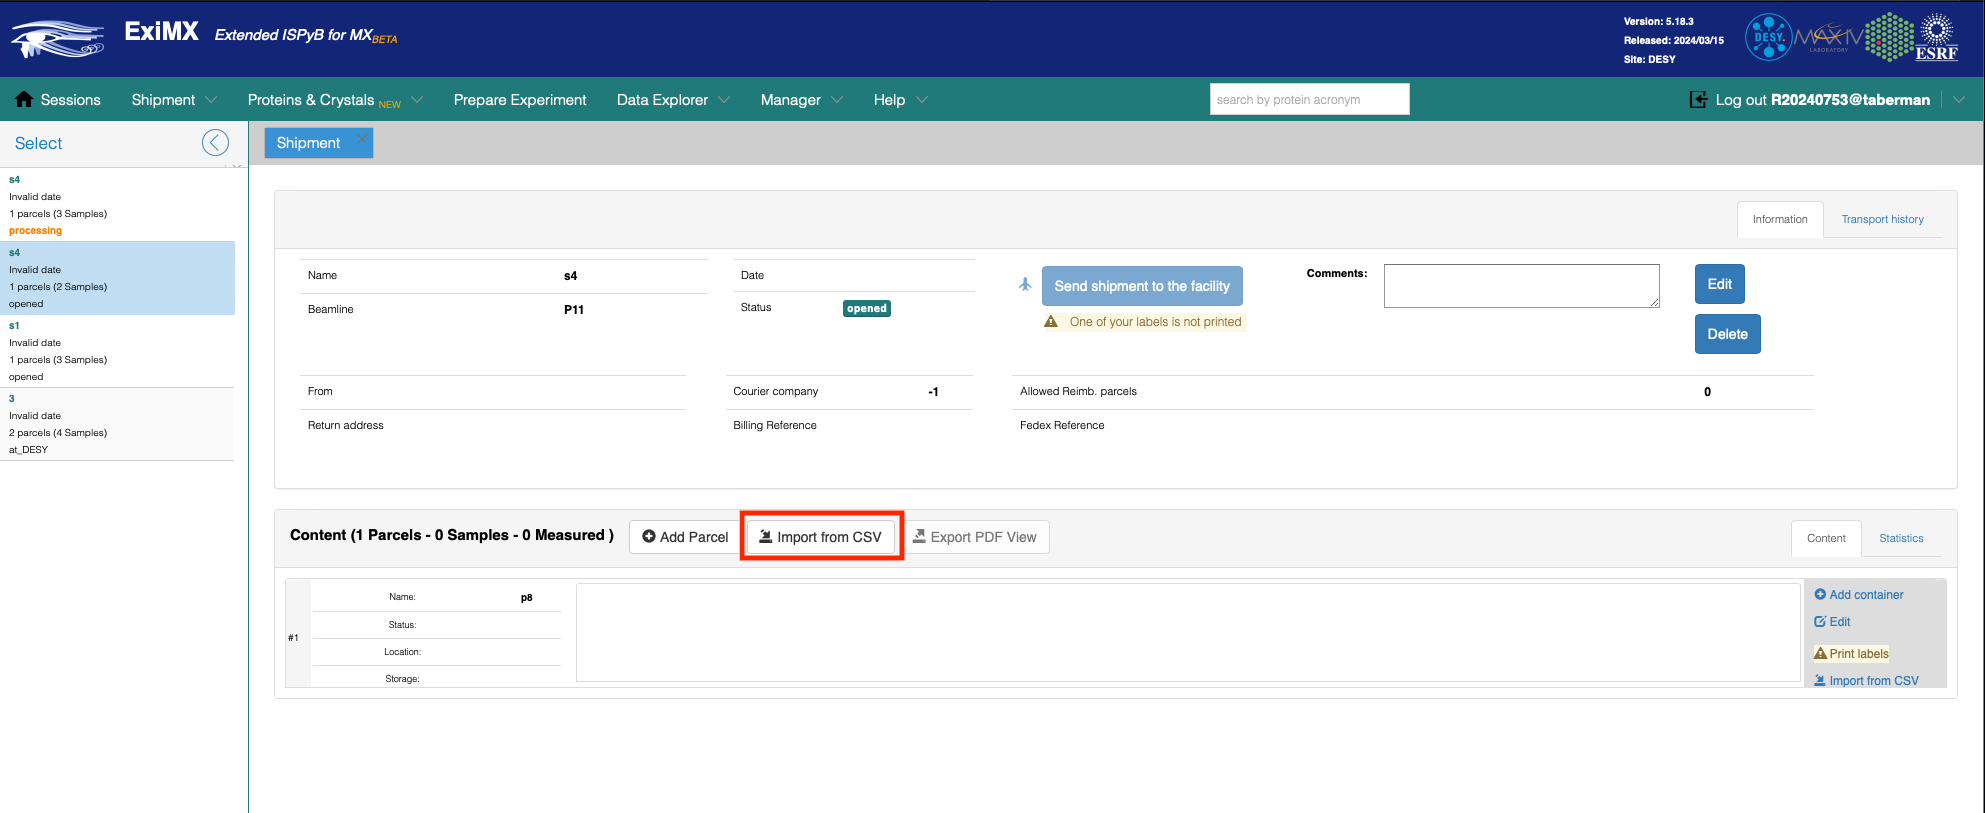 ExiMX Extended ISPyB for MX BETA
Version: 5.18.3
Released: 2024/03/15
Site: DESY
DESY.
MAXIV
LABORATORY
ESRF
Sessions Shipment Proteins & Crystals NEW Prepare Experiment Data Explorer Manager Help search by protein acronym Log out R20240753@taberman
Select
s4
Invalid date
1 parcels (3 Samples)
processing
s4
Invalid date
1 parcels (2 Samples)
opened
s1
Invalid date
1 parcels (3 Samples)
opened
3
Invalid date
2 parcels (4 Samples)
at_DESY
Shipment
Information Transport history
Name s4
Beamline P11
Date
Status opened
Send shipment to the facility
One of your labels is not printed
Comments:
Edit
Delete
From
Return address
Courier company -1
Billing Reference
Allowed Reimb. parcels 0
Fedex Reference
Content (1 Parcels - 0 Samples - 0 Measured ) Add Parcel Import from CSV Export PDF View
Content Statistics
#1
Name: p8
Status:
Location:
Storage:
Add container
Edit
Print labels
Import from CSV